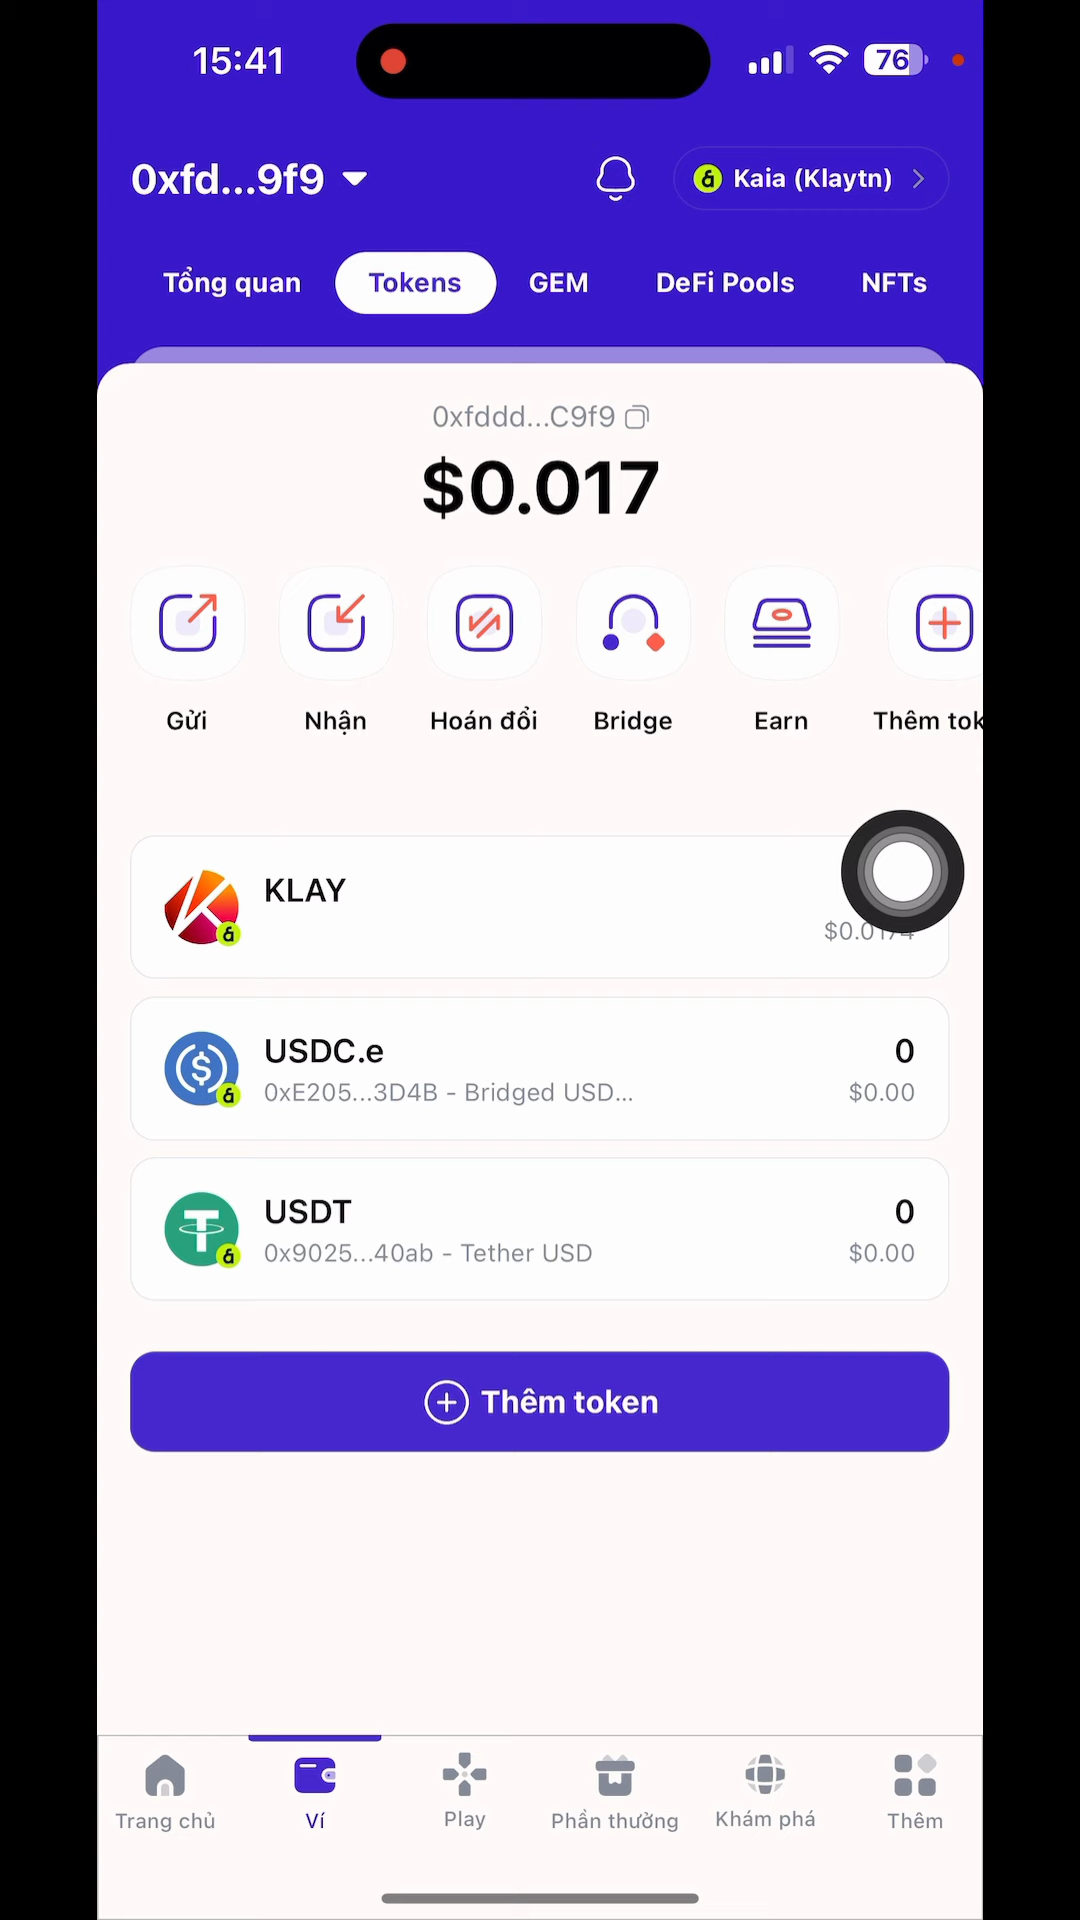 15:41
76
0xfd...9f9
Kaia (Klaytn)
Tổng quan
Tokens
GEM
DeFi Pools
NFTs
0xfddd...C9f9
$0.017
Gửi
Nhận
Hoán đổi
Bridge
Earn
Thêm tok
KLAY
USDC.e
0
0xE205...3D4B - Bridged USD...
$0.00
USDT
0
0x9025...40ab - Tether USD
$0.00
Thêm token
Trang chủ
Ví
Play
Phần thưởng
Khám phá
Thêm